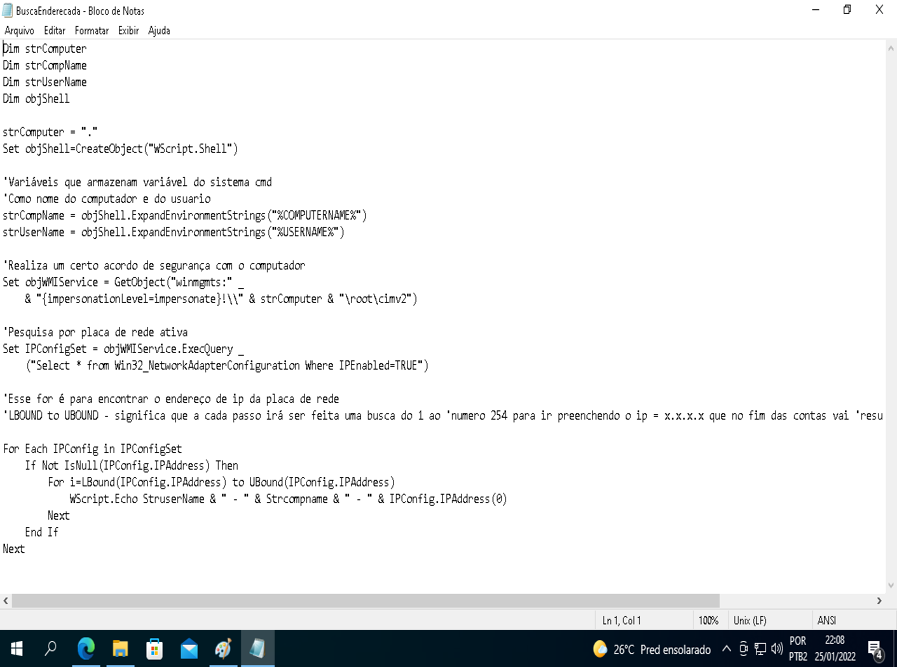 BuscaEnderecada - Bloco de Notas
Arquivo Editar Formatar Exibir Ajuda
Dim strComputer
Dim strCompName
Dim strUserName
Dim objShell
strComputer = "."
Set objShell=CreateObject("WScript.Shell")
'Variáveis que armazenam variável do sistema cmd
'Como nome do computador e do usuario
strCompName = objShell.ExpandEnvironmentStrings("%COMPUTERNAME%")
strUserName = objShell.ExpandEnvironmentStrings("%USERNAME%")
'Realiza um certo acordo de segurança com o computador
Set objWMIService = GetObject("winmgmts:" _
& "{impersonationLevel=impersonate}!\\" & strComputer & "\root\cimv2")
'Pesquisa por placa de rede ativa
Set IPConfigSet = objWMIService.ExecQuery _
("Select * from Win32_NetworkAdapterConfiguration Where IPEnabled=TRUE")
'Esse for é para encontrar o endereço de ip da placa de rede
'LBOUND to UBOUND - significa que a cada passo irá ser feita uma busca do 1 ao 'numero 254 para ir preenchendo o ip = x.x.x.x que no fim das contas vai 'resu
For Each IPConfig in IPConfigSet
If Not IsNull(IPConfig.IPAddress) Then
For i=LBound(IPConfig.IPAddress) to UBound(IPConfig.IPAddress)
WScript.Echo StruserName & " - " & Strcompname & " - " & IPConfig.IPAddress(0)
Next
End If
Next
Ln 1, Col 1 100% Unix (LF) ANSI
26°C Pred ensolarado POR PTB2 22:08 25/01/2022 4